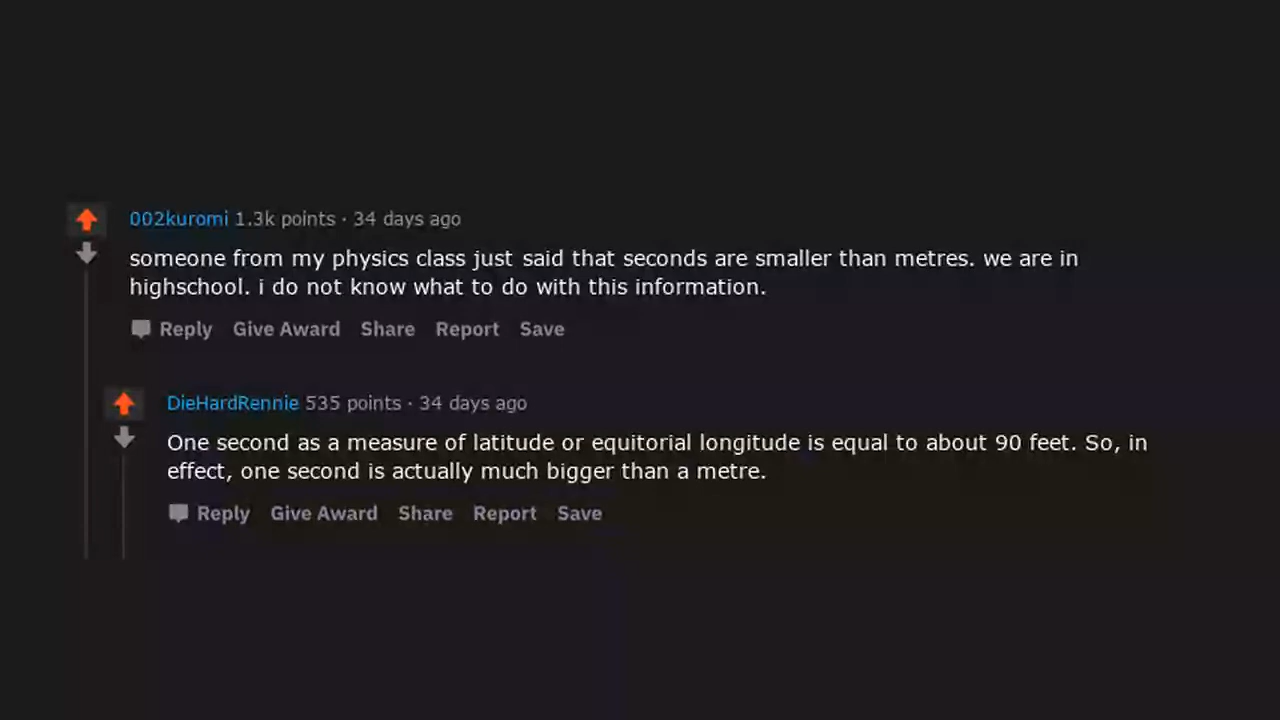 002kuromi 1.3k points · 34 days ago
someone from my physics class just said that seconds are smaller than metres. we are in
highschool. i do not know what to do with this information.
Reply Give Award Share Report Save
DieHardRennie 535 points · 34 days ago
One second as a measure of latitude or equitorial longitude is equal to about 90 feet. So, in
effect, one second is actually much bigger than a metre.
Reply Give Award Share Report Save